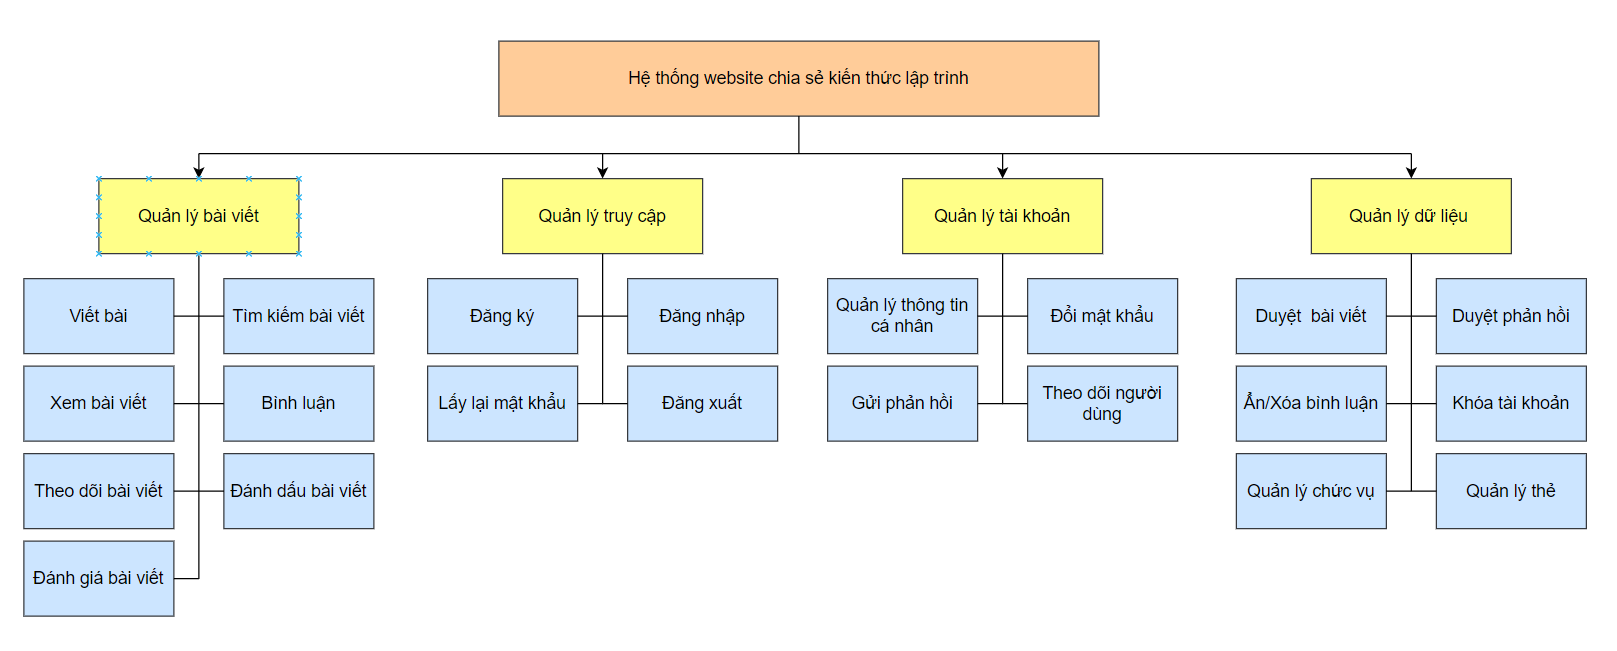 Hệ thống website chia sẻ kiến thức lập trình
Quản lý bài viết
Quản lý truy cập
Quản lý tài khoản
Quản lý dữ liệu
Viết bài
Tìm kiếm bài viết
Xem bài viết
Bình luận
Theo dõi bài viết
Đánh dấu bài viết
Đánh giá bài viết
Đăng ký
Đăng nhập
Lấy lại mật khẩu
Đăng xuất
Quản lý thông tin
cá nhân
Đổi mật khẩu
Gửi phản hồi
Theo dõi người
dùng
Duyệt  bài viết
Duyệt phản hồi
Ẩn/Xóa bình luận
Khóa tài khoản
Quản lý chức vụ
Quản lý thẻ